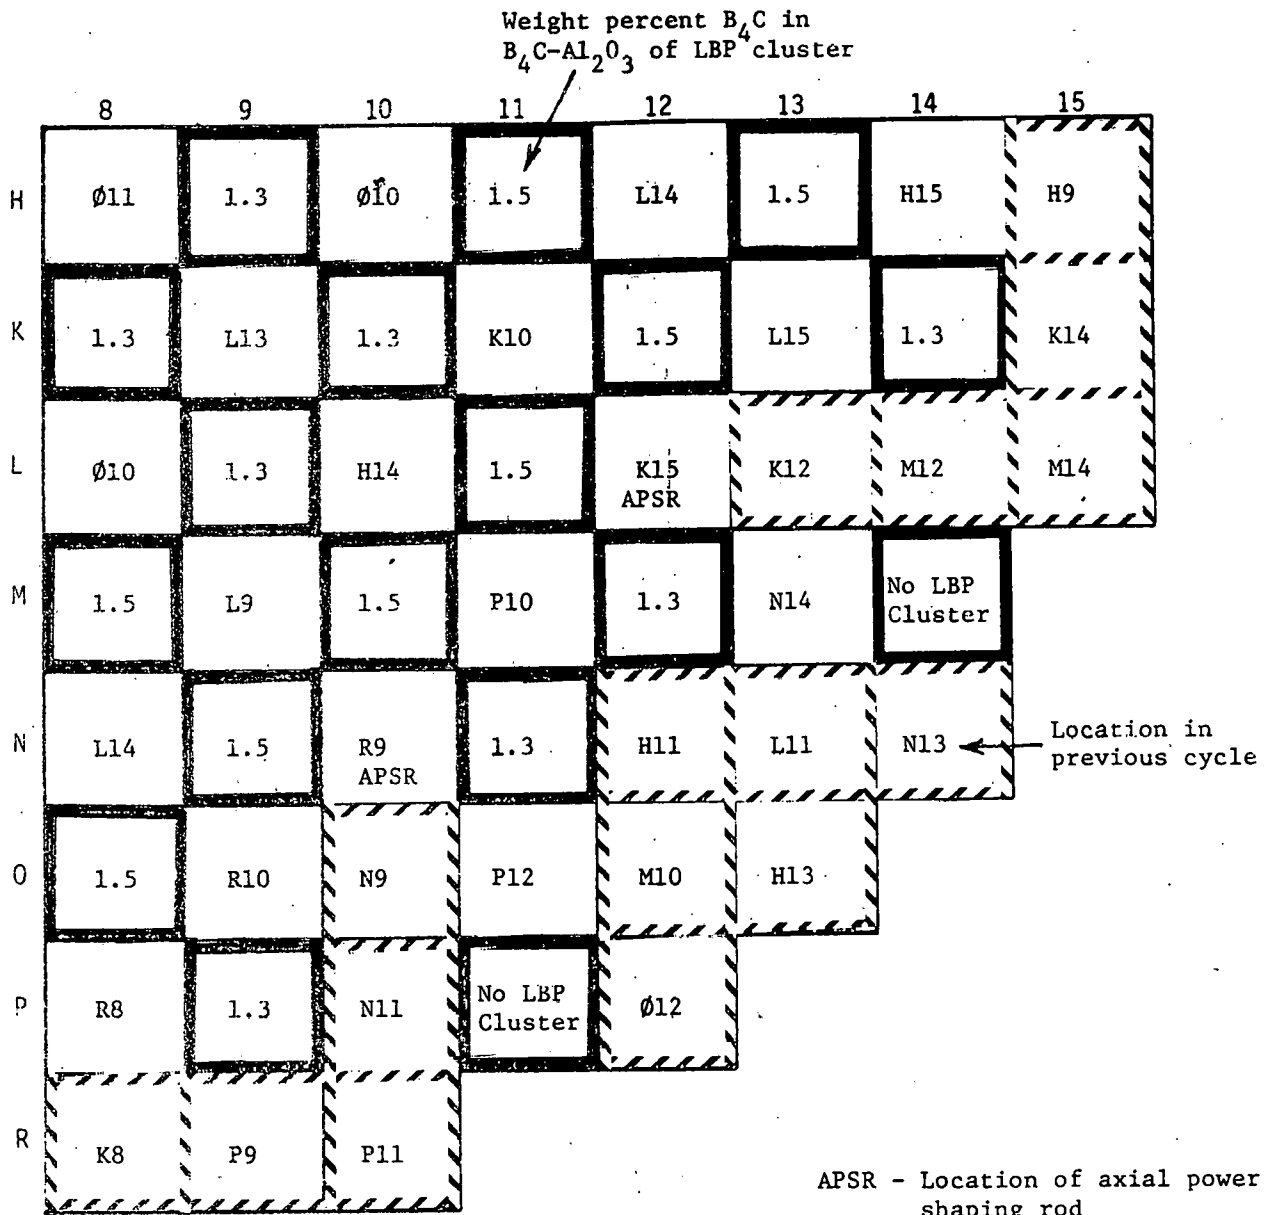 Weight percent B4C in
B4C-Al2O3 of LBP cluster
8 9 10 11 12 13 14 15
H Ø11 1.3 Ø10 1.5 L14 1.5 H15 H9
K 1.3 L13 1.3 K10 1.5 L15 1.3 K14
L Ø10 1.3 H14 1.5 K15 K12 M12 M14
APSR
M 1.5 L9 1.5 P10 1.3 N14 No LBP
Cluster
N L14 1.5 R9 1.3 H11 L11 N13 Location in
APSR previous cycle
O 1.5 R10 N9 P12 M10 H13
P R8 1.3 N11 No LBP Ø12
Cluster
R K8 P9 P11
APSR - Location of axial power
shaping rod